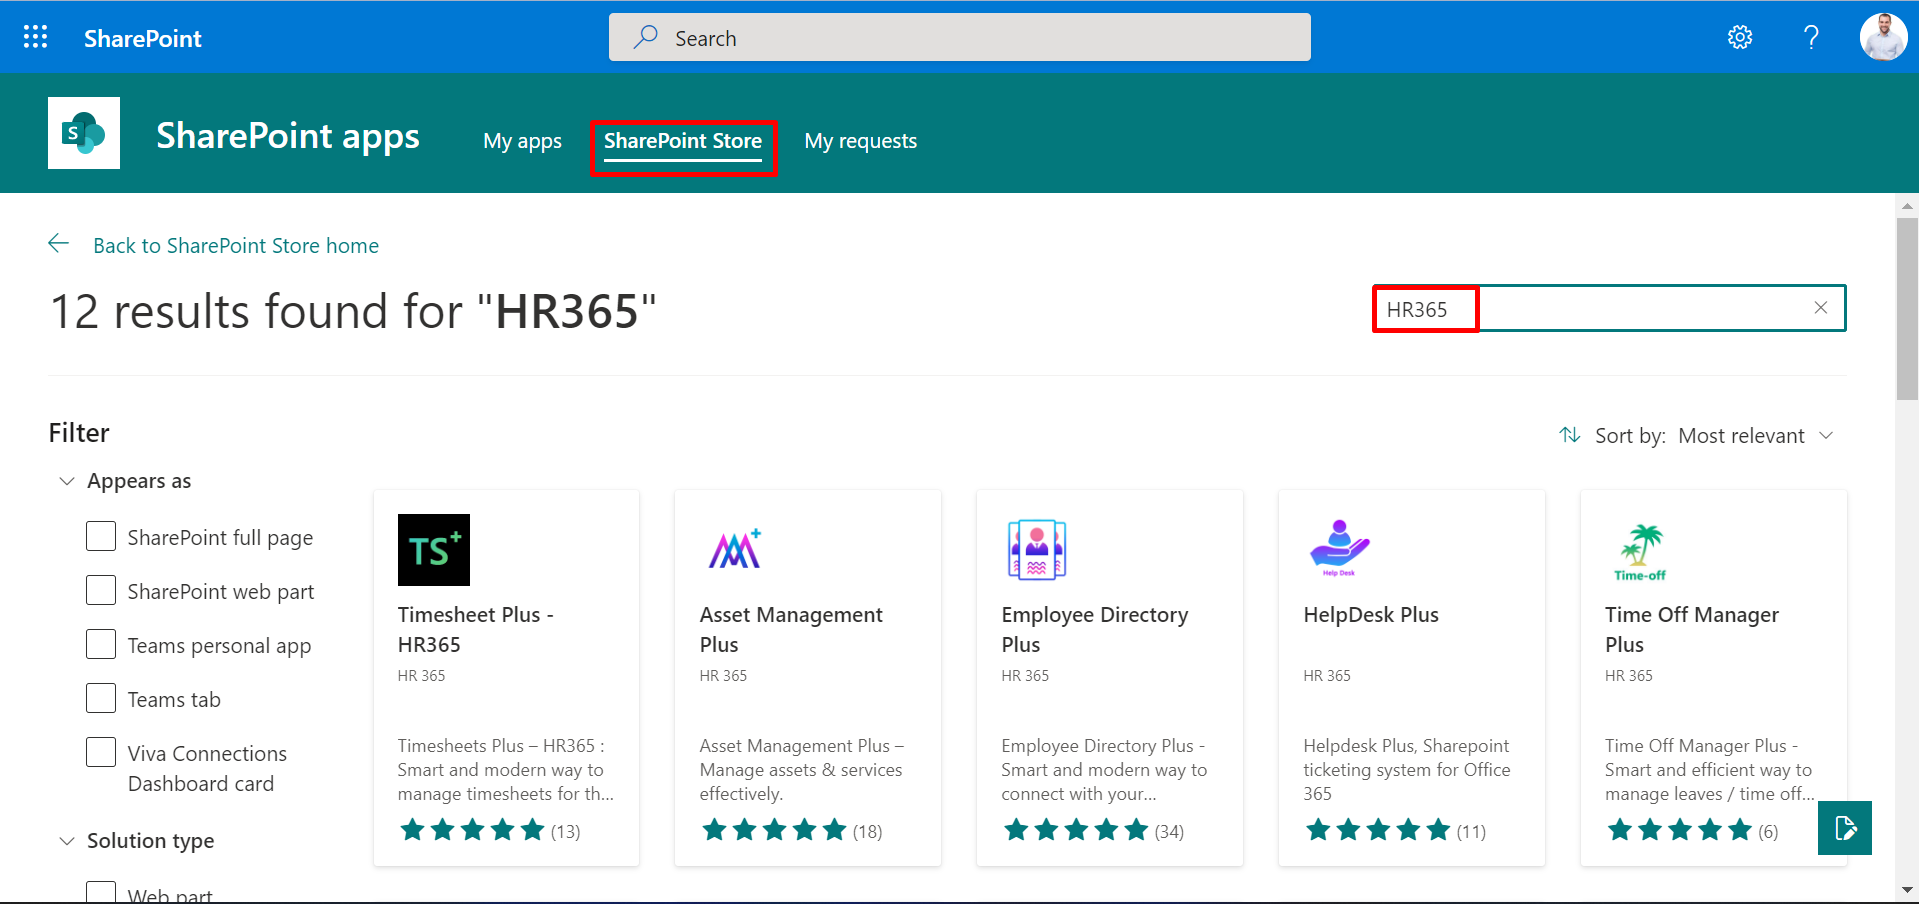 SharePoint
Search
S
SharePoint apps
My apps
SharePoint Store
My requests
Back to SharePoint Store home
12 results found for "HR365"
HR365
Filter
Sort by: Most relevant
Appears as
SharePoint full page
SharePoint web part
Teams personal app
Teams tab
Viva Connections
Dashboard card
Solution type
Web part
TS+
Timesheet Plus -
HR365
HR 365
Timesheets Plus – HR365 :
Smart and modern way to
manage timesheets for th...
(13)
Asset Management
Plus
HR 365
Asset Management Plus –
Manage assets & services
effectively.
(18)
Employee Directory
Plus
HR 365
Employee Directory Plus -
Smart and modern way to
connect with your...
(34)
Help Desk
HelpDesk Plus
HR 365
Helpdesk Plus, Sharepoint
ticketing system for Office
365
(11)
Time-off
Time Off Manager
Plus
HR 365
Time Off Manager Plus -
Smart and efficient way to
manage leaves / time off...
(6)